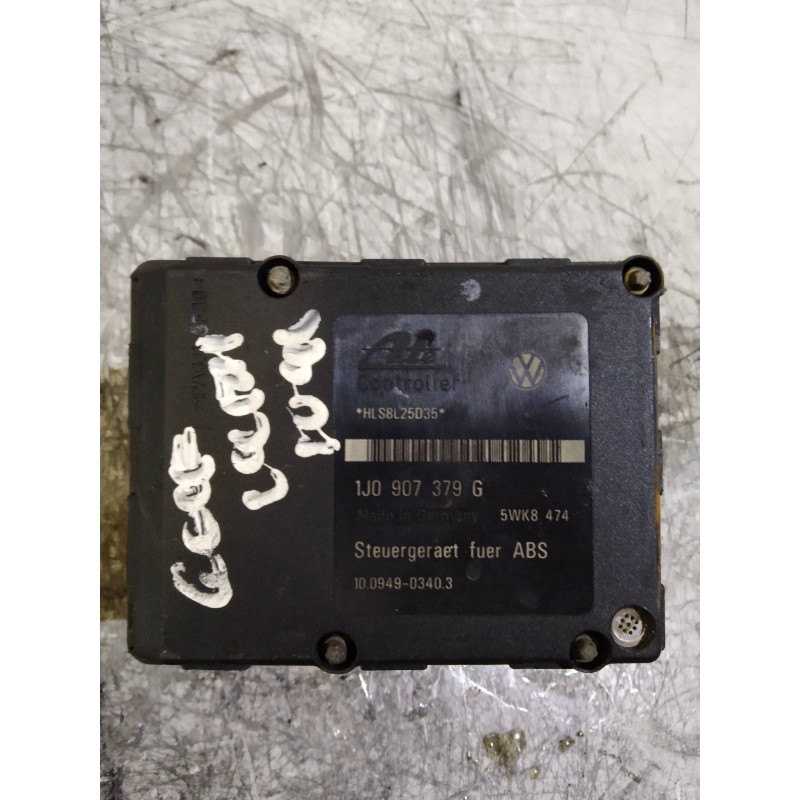 Ate
Controller
*HLS8L25D35*
1J0 907 379 G
Made in Germany 5WK8 474
Steuergeraet fuer ABS
10.0949-0340.3